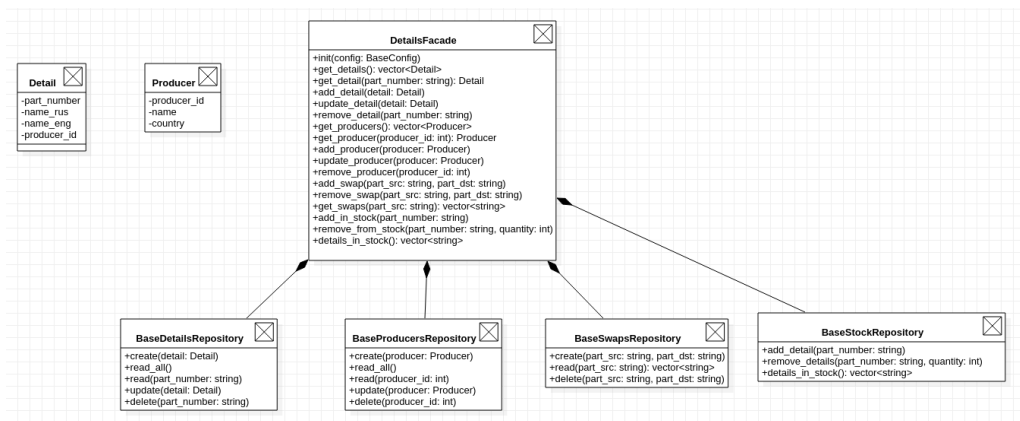 DetailsFacade
+init(config: BaseConfig)
+get_details(): vector<Detail>
+get_detail(part_number: string): Detail
+add_detail(detail: Detail)
+update_detail(detail: Detail)
+remove_detail(part_number: string)
+get_producers(): vector<Producer>
+get_producer(producer_id: int): Producer
+add_producer(producer: Producer)
+update_producer(producer: Producer)
+remove_producer(producer_id: int)
+add_swap(part_src: string, part_dst: string)
+remove_swap(part_src: string, part_dst: string)
+get_swaps(part_src: string): vector<string>
+add_in_stock(part_number: string)
+remove_from_stock(part_number: string, quantity: int)
+details_in_stock(): vector<string>
Detail
-part_number
-name_rus
-name_eng
-producer_id
Producer
-producer_id
-name
-country
BaseDetailsRepository
+create(detail: Detail)
+read_all()
+read(part_number: string)
+update(detail: Detail)
+delete(part_number: string)
BaseProducersRepository
+create(producer: Producer)
+read_all()
+read(producer_id: int)
+update(producer: Producer)
+delete(producer_id: int)
BaseSwapsRepository
+create(part_src: string, part_dst: string)
+read(part_src: string): vector<string>
+delete(part_src: string, part_dst: string)
BaseStockRepository
+add_detail(part_number: string)
+remove_details(part_number: string, quantity: int)
+details_in_stock(): vector<string>